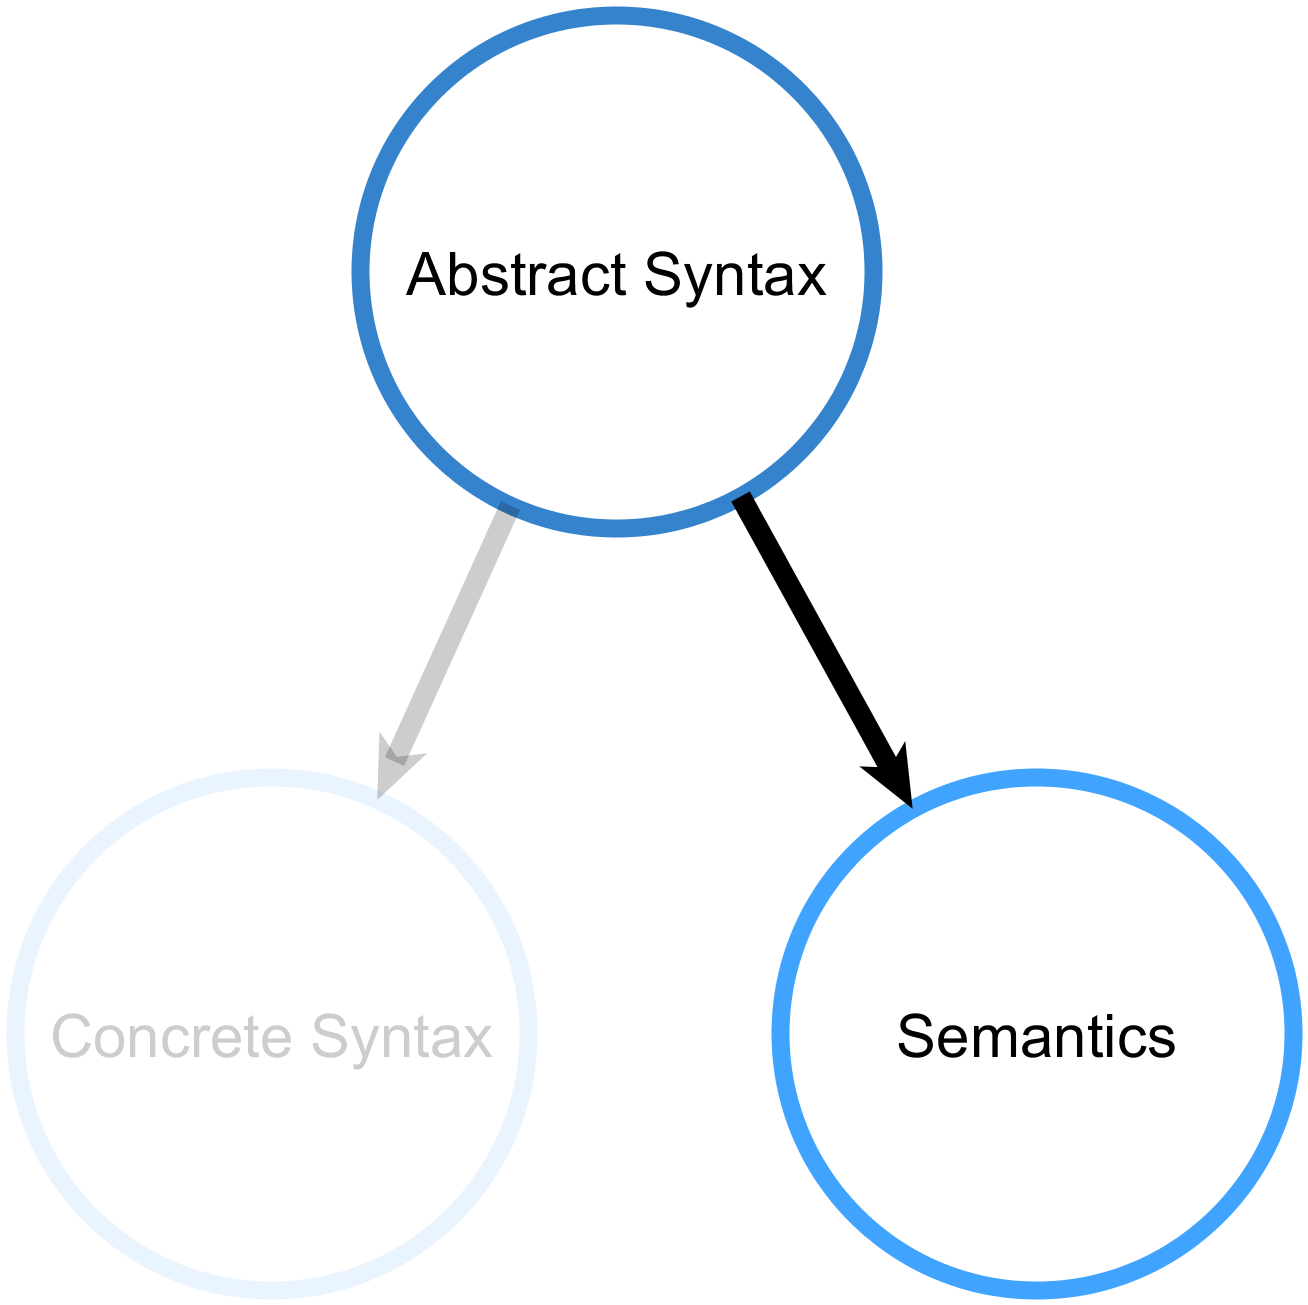 Abstract Syntax
Concrete Syntax
Semantics